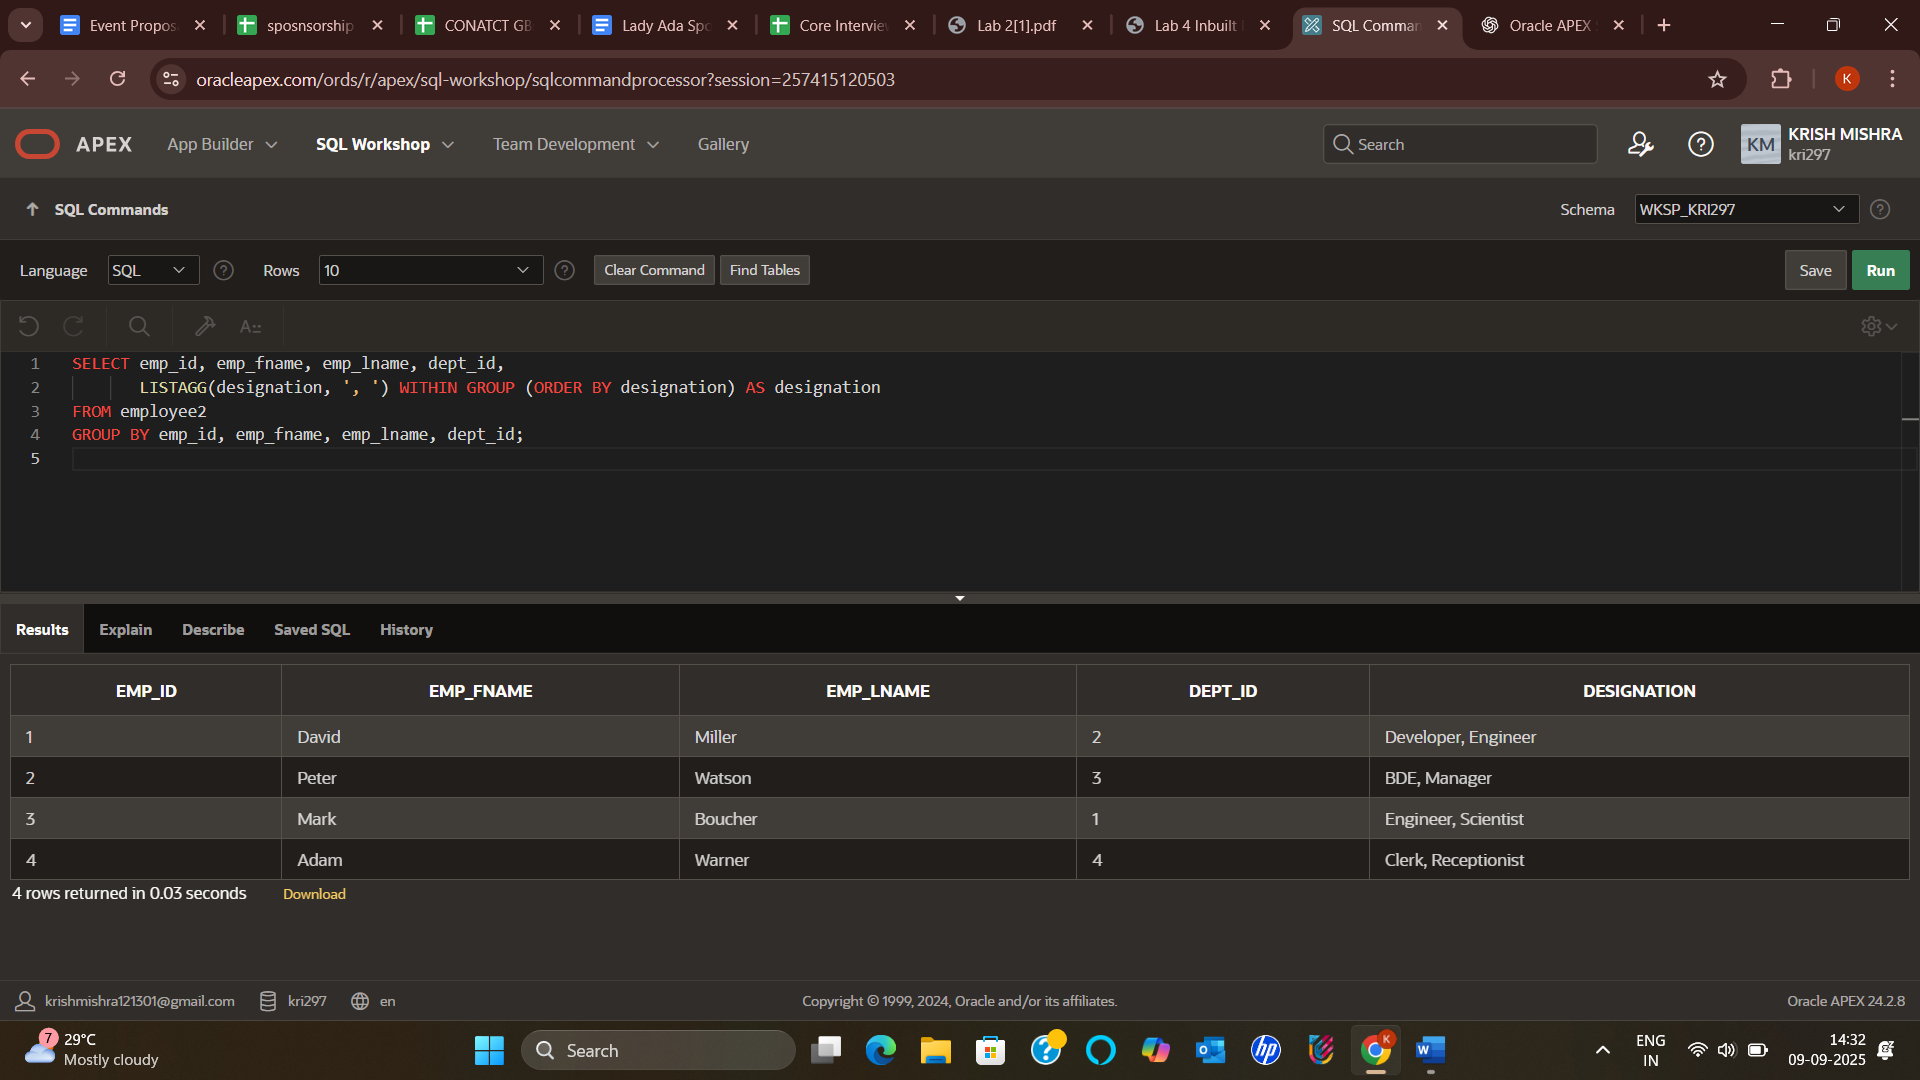 Event Propos
sposnsorship
CONATCT GB
Lady Ada Spo
Core Interview
Lab 2[1].pdf
Lab 4 Inbuilt
SQL Comman
Oracle APEX
oracleapex.com/ords/r/apex/sql-workshop/sqlcommandprocessor?session=257415120503
K
APEX
App Builder
SQL Workshop
Team Development
Gallery
Search
KM
KRISH MISHRA
kri297
SQL Commands
Schema
WKSP_KRI297
Language
SQL
Rows
10
Clear Command
Find Tables
Save
Run
1 SELECT emp_id, emp_fname, emp_lname, dept_id,
2 LISTAGG(designation, ', ') WITHIN GROUP (ORDER BY designation) AS designation
3 FROM employee2
4 GROUP BY emp_id, emp_fname, emp_lname, dept_id;
5
Results
Explain
Describe
Saved SQL
History
EMP_ID EMP_FNAME EMP_LNAME DEPT_ID DESIGNATION
1 David Miller 2 Developer, Engineer
2 Peter Watson 3 BDE, Manager
3 Mark Boucher 1 Engineer, Scientist
4 Adam Warner 4 Clerk, Receptionist
4 rows returned in 0.03 seconds
Download
krishmishra121301@gmail.com
kri297
en
Copyright © 1999, 2024, Oracle and/or its affiliates.
Oracle APEX 24.2.8
7
29°C
Mostly cloudy
Search
hp
K
W
ENG
IN
14:32
09-09-2025